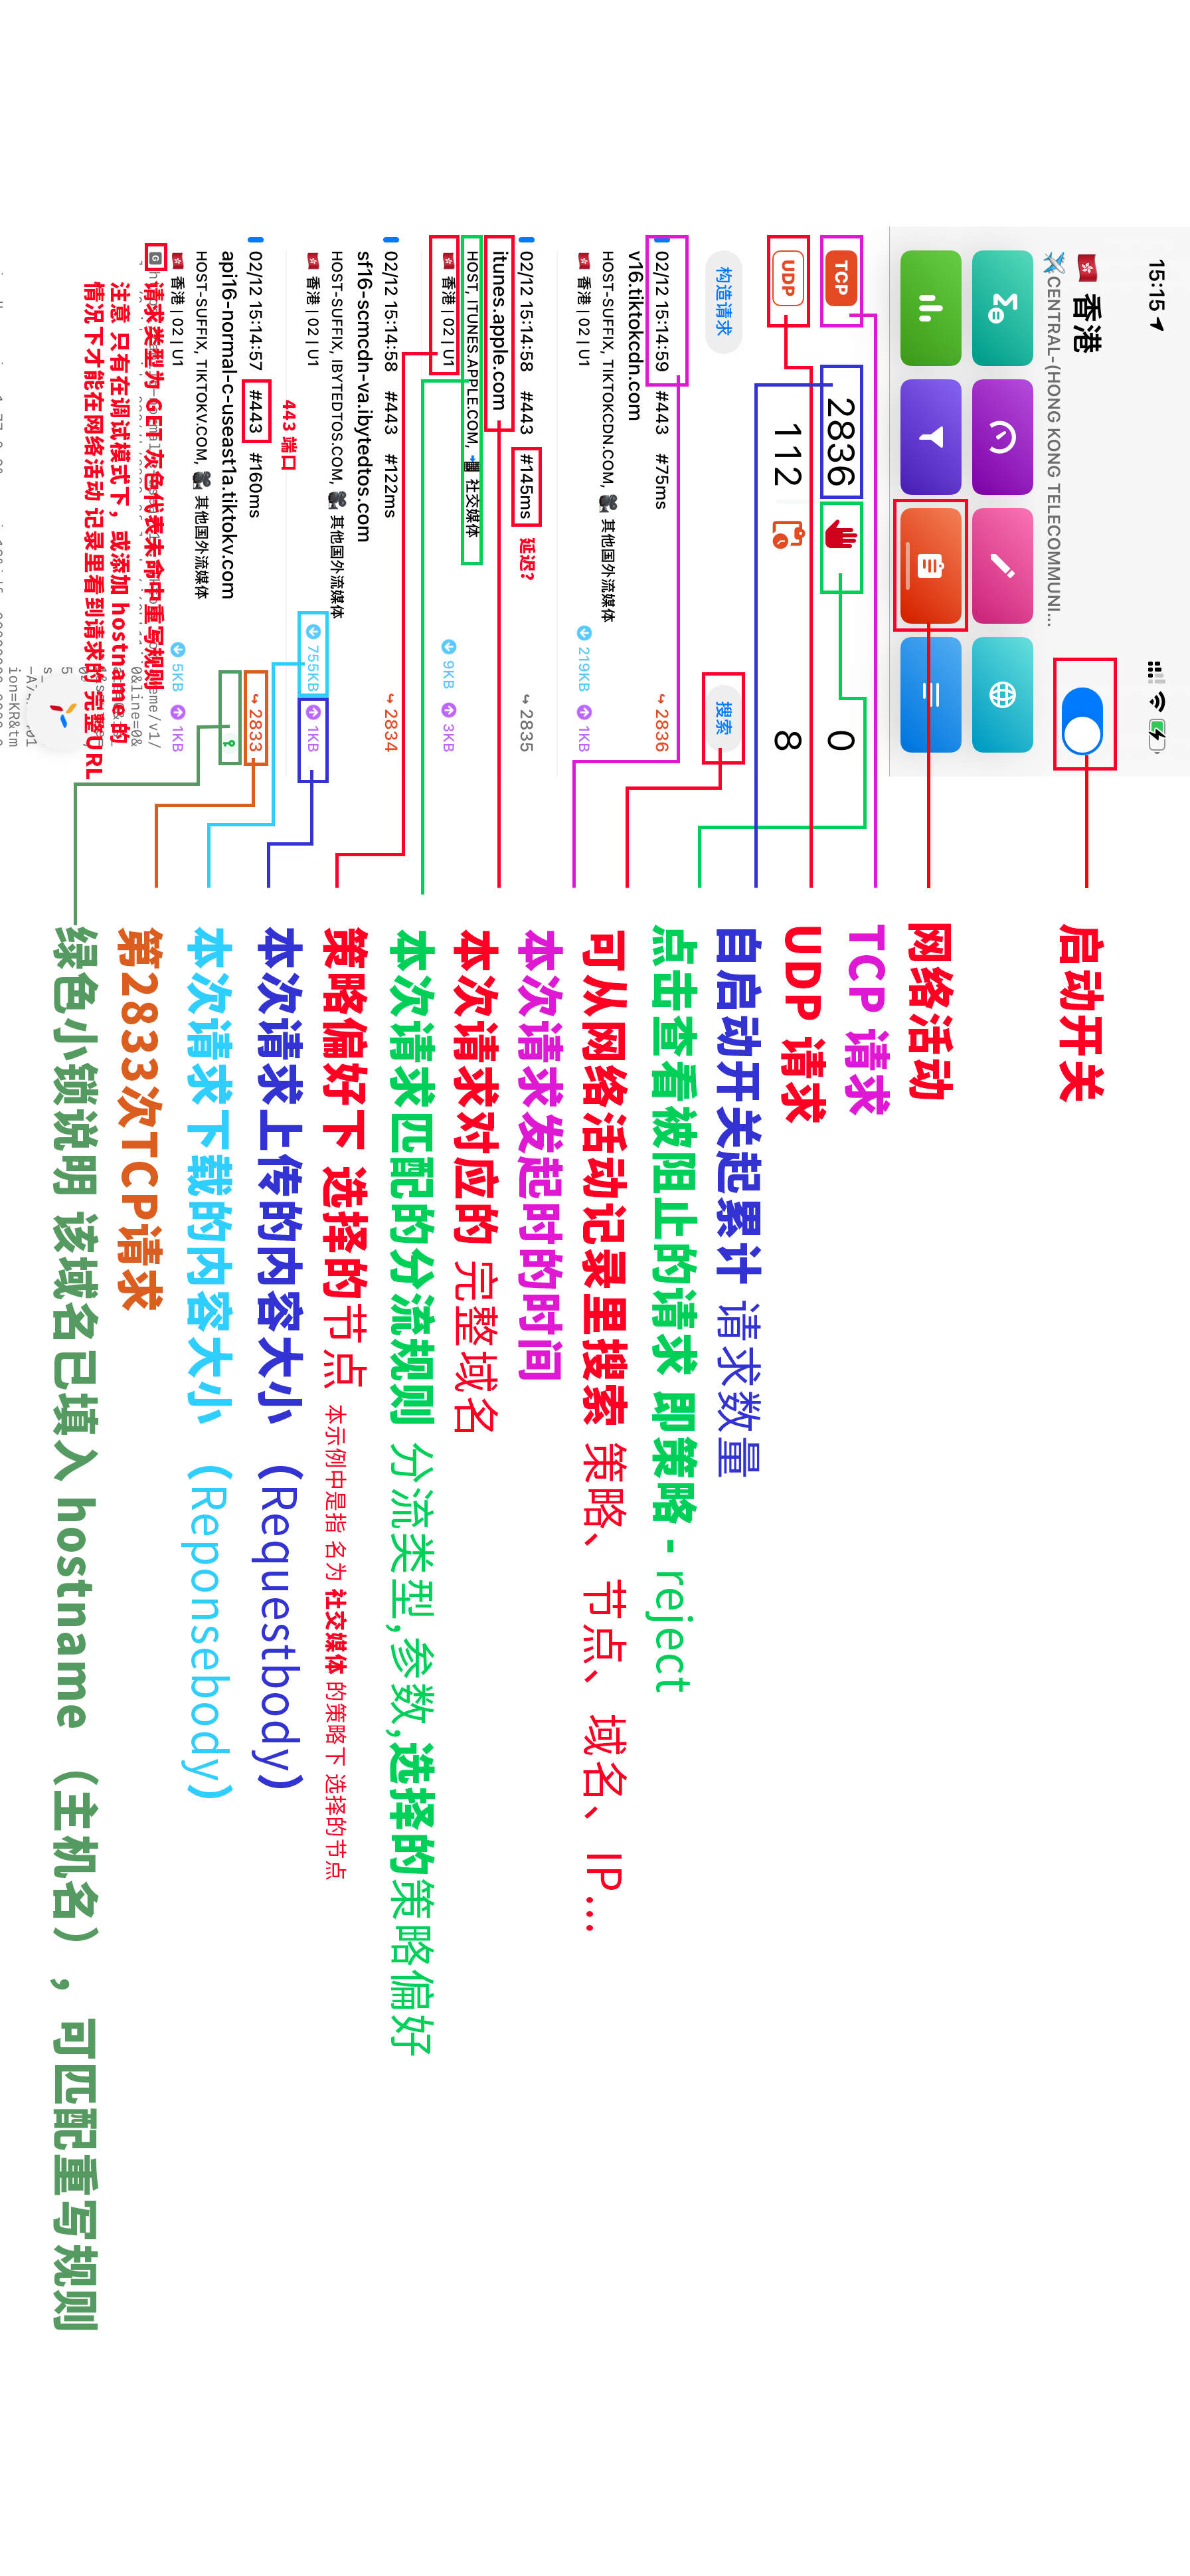 15:15
🇭🇰 香港
✈️CENTRAL-(HONG KONG TELECOMMUNI...
启动开关
网络活动
TCP 2836 0
TCP 请求
UDP 112 8
UDP 请求
自启动开关起累计 请求数量
构造请求 搜索
点击查看被阻止的请求 即策略 - reject
02/12 15:14:59 #443 #75ms ↪ 2836
v16.tiktokcdn.com
HOST-SUFFIX, TIKTOKCDN.COM, 🎥 其他国外流媒体
🇭🇰 香港 | 02 | U1 219KB 1KB
可从网络活动记录里搜索 策略、节点、域名、IP...
本次请求发起时的时间
02/12 15:14:58 #443 #145ms 延迟? ↪ 2835
itunes.apple.com
HOST, ITUNES.APPLE.COM, 📲 社交媒体
🇭🇰 香港 | 02 | U1 9KB 3KB
本次请求对应的 完整域名
本次请求匹配的分流规则 分流类型,参数,选择的策略偏好
02/12 15:14:58 #443 #122ms ↪ 2834
sf16-scmcdn-va.ibytedtos.com
HOST-SUFFIX, IBYTEDTOS.COM, 🎥 其他国外流媒体
🇭🇰 香港 | 02 | U1 755KB 1KB
策略偏好下 选择的节点 本示例中是指 名为 社交媒体 的策略下 选择的节点
443 端口
本次请求上传的内容大小 （Requestbody）
02/12 15:14:57 #443 #160ms ↪ 2833
api16-normal-c-useast1a.tiktokv.com
HOST-SUFFIX, TIKTOKV.COM, 🎥 其他国外流媒体
🇭🇰 香港 | 02 | U1 5KB 1KB
本次请求下载的内容大小 （Reponsebody）
G 请求类型为 GET 灰色代表未命中重写规则
第2833次TCP请求
注意 只有在调试模式下，或添加 hostname 的
情况下才能在网络活动 记录里看到请求的 完整URL
绿色小锁说明 该域名已填入 hostname （主机名），可匹配重写规则
ion=KR&tm